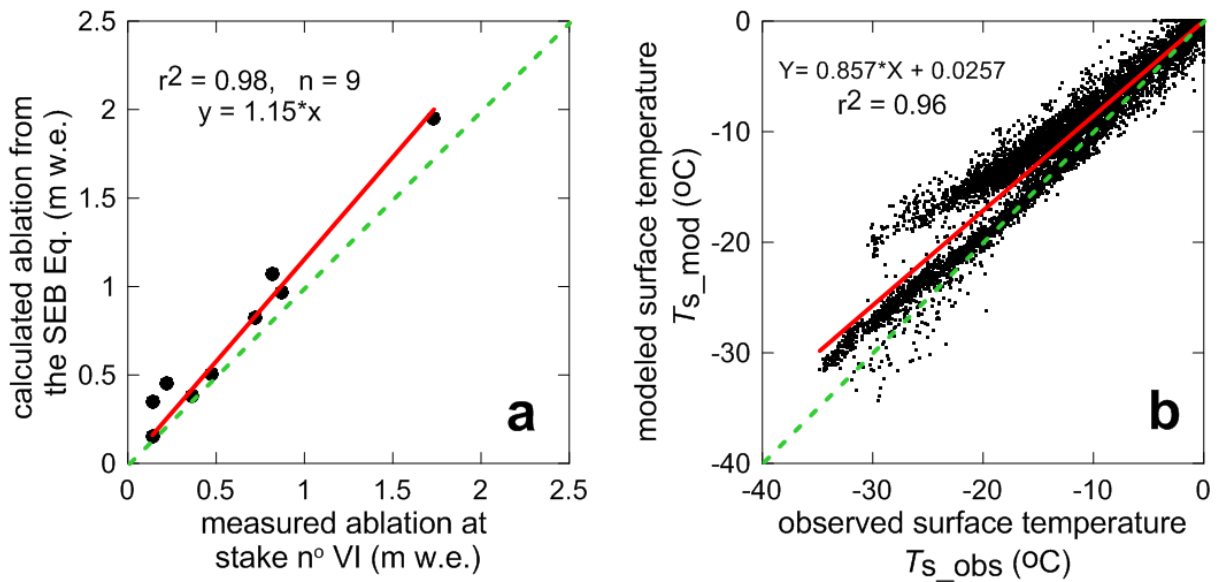 calculated ablation from
the SEB Eq. (m w.e.)
2.5
2
1.5
1
0.5
0
r2 = 0.98, n = 9
y = 1.15*x
a
0
0.5
1
1.5
2
2.5
measured ablation at
stake nº VI (m w.e.)
modeled surface temperature
Ts_mod (ºC)
-0
-10
-20
-30
-40
Y= 0.857*X + 0.0257
r2 = 0.96
b
-40
-30
-20
-10
0
observed surface temperature
Ts_obs (ºC)